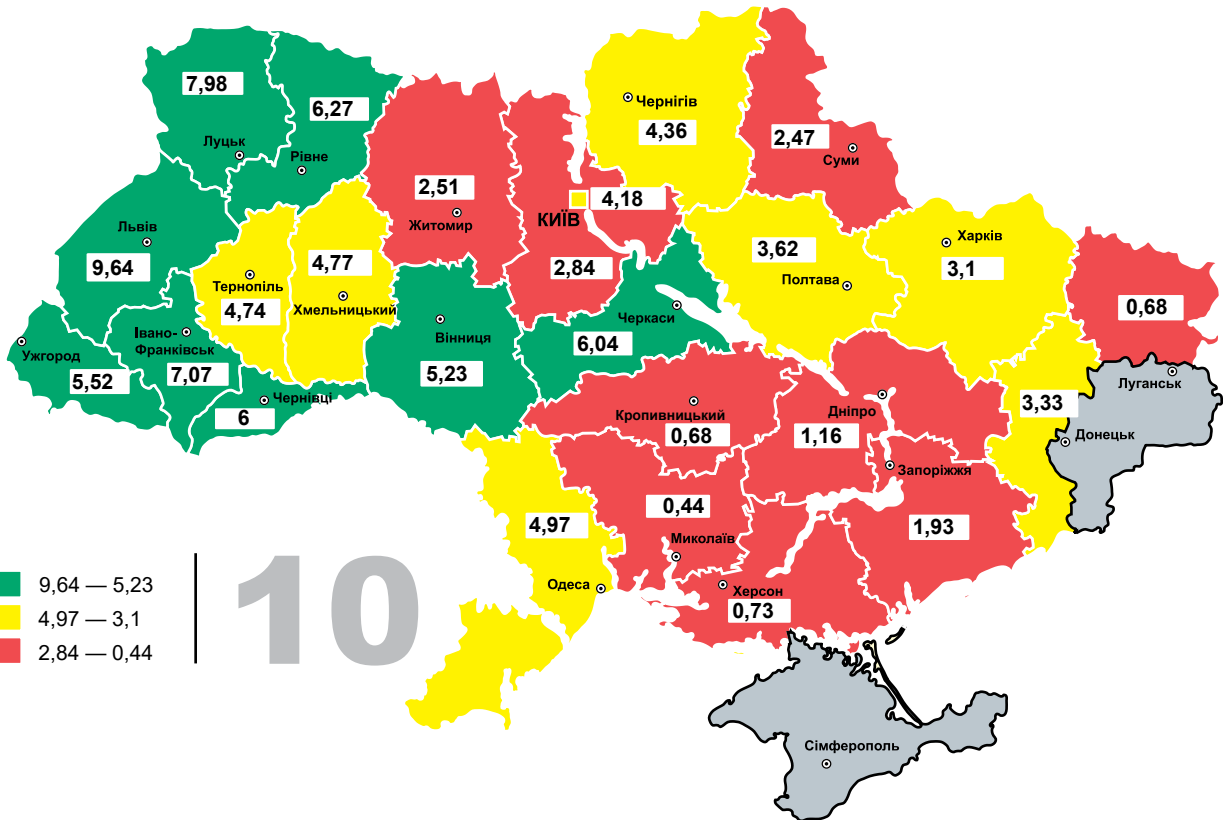 7,98
Луцьк
6,27
Рівне
Львів
9,64
Тернопіль
4,74
4,77
Хмельницький
2,51
Житомир
КИЇВ
4,18
2,84
Чернігів
4,36
2,47
Суми
3,62
Полтава
Харків
3,1
0,68
Луганськ
Ужгород
5,52
Івано-
Франківськ
7,07
Чернівці
6
Вінниця
5,23
Черкаси
6,04
Кропивницький
0,68
Дніпро
1,16
3,33
Донецьк
Запоріжжя
1,93
0,44
Миколаїв
4,97
Одеса
Херсон
0,73
Сімферополь
9,64 — 5,23
4,97 — 3,1
2,84 — 0,44
10